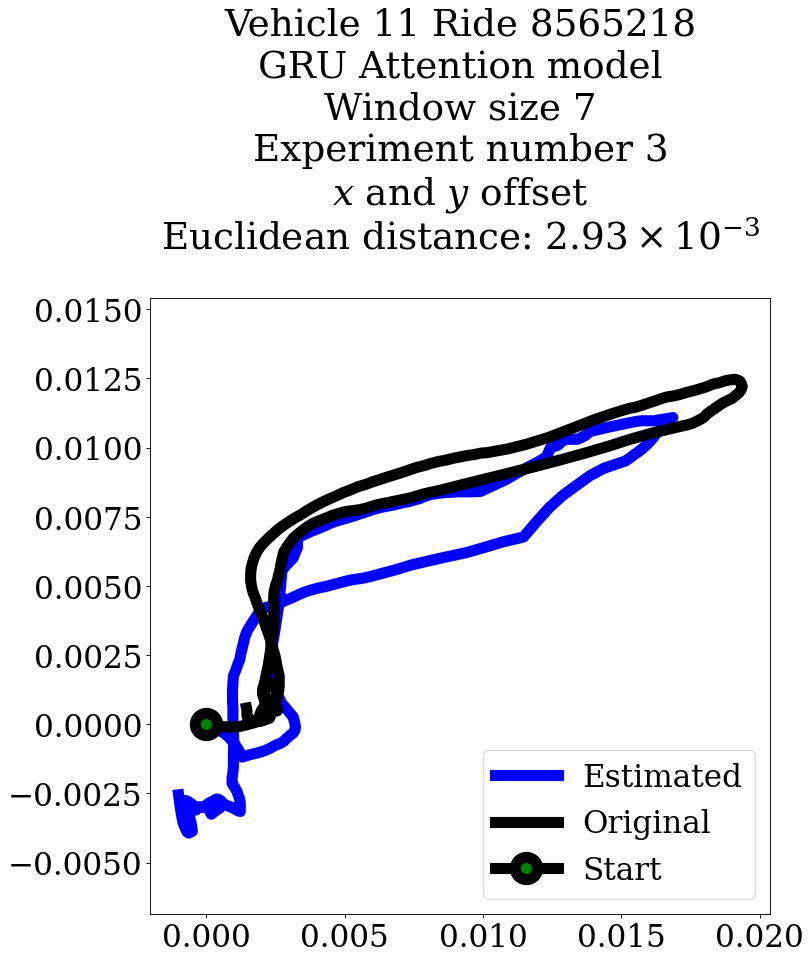 Vehicle 11 Ride 8565218
GRU Attention model
Window size 7
Experiment number 3
x and y offset
Euclidean distance: 2.93 × 10⁻³
0.0150
0.0125
0.0100
0.0075
0.0050
0.0025
0.0000
−0.0025
−0.0050
Estimated
Original
Start
0.000 0.005 0.010 0.015 0.020